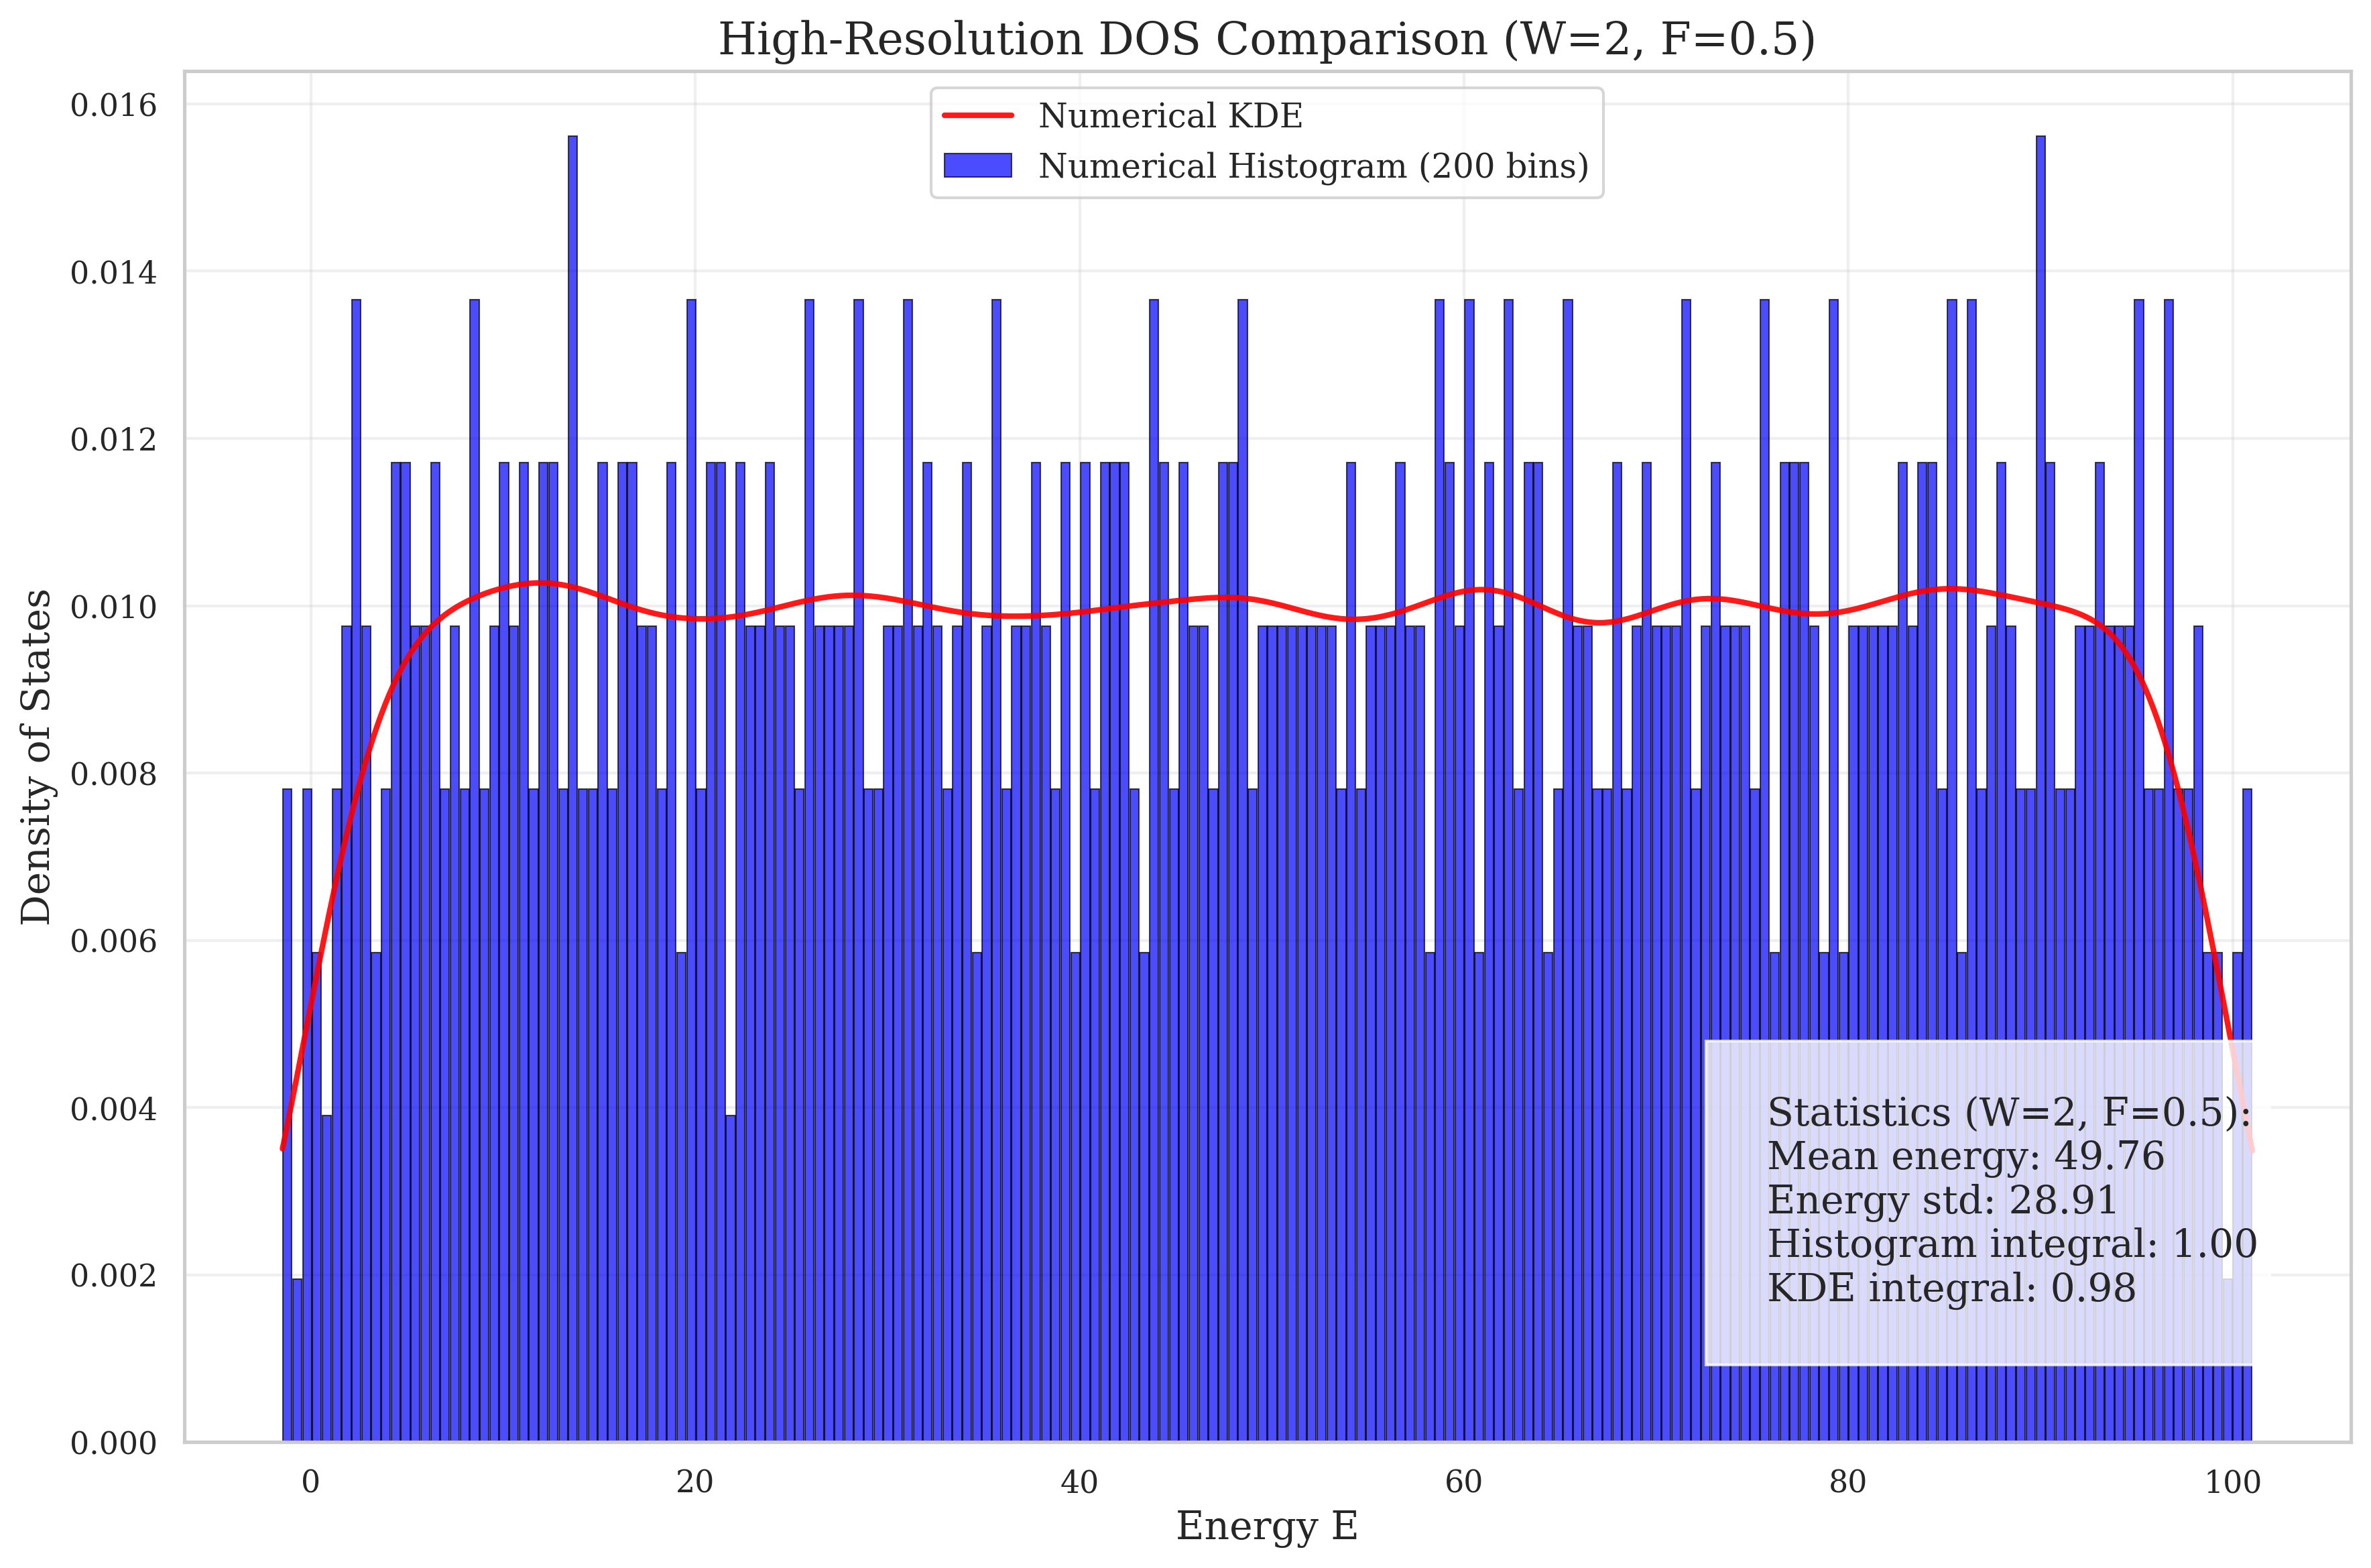 High-Resolution DOS Comparison (W=2, F=0.5)
Numerical KDE
Numerical Histogram (200 bins)
Density of States
0.016
0.014
0.012
0.010
0.008
0.006
0.004
0.002
0.000
Statistics (W=2, F=0.5):
Mean energy: 49.76
Energy std: 28.91
Histogram integral: 1.00
KDE integral: 0.98
0 20 40 60 80 100
Energy E